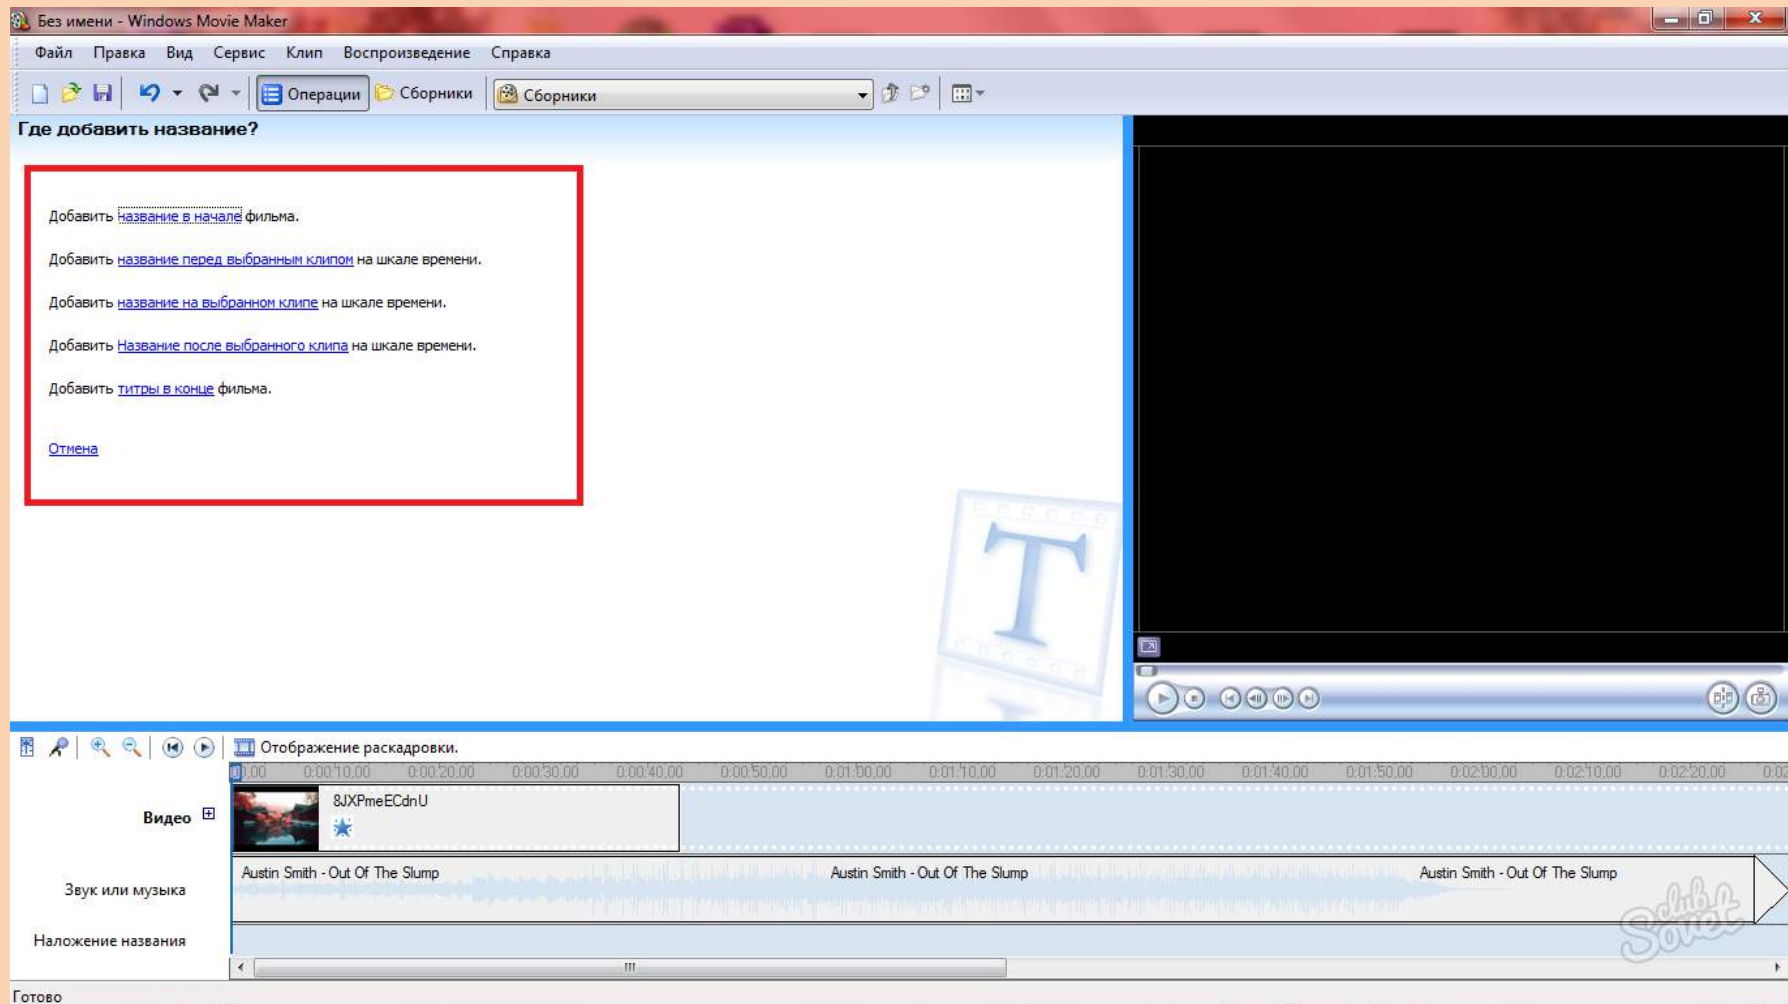 Без имени - Windows Movie Maker
Файл Правка Вид Сервис Клип Воспроизведение Справка
Операции Сборники Сборники
Где добавить название?
Добавить название в начале фильма.
Добавить название перед выбранным клипом на шкале времени.
Добавить название на выбранном клипе на шкале времени.
Добавить Название после выбранного клипа на шкале времени.
Добавить титры в конце фильма.
Отмена
T
Отображение раскадровки.
0:00:10,00 0:00:20,00 0:00:30,00 0:00:40,00 0:00:50,00 0:01:00,00 0:01:10,00 0:01:20,00 0:01:30,00 0:01:40,00 0:01:50,00 0:02:00,00 0:02:10,00 0:02:20,00
8JXPmeECdnU
Видео
Austin Smith - Out Of The Slump Austin Smith - Out Of The Slump Austin Smith - Out Of The Slump
Звук или музыка
club
Sovet
Наложение названия
Готово